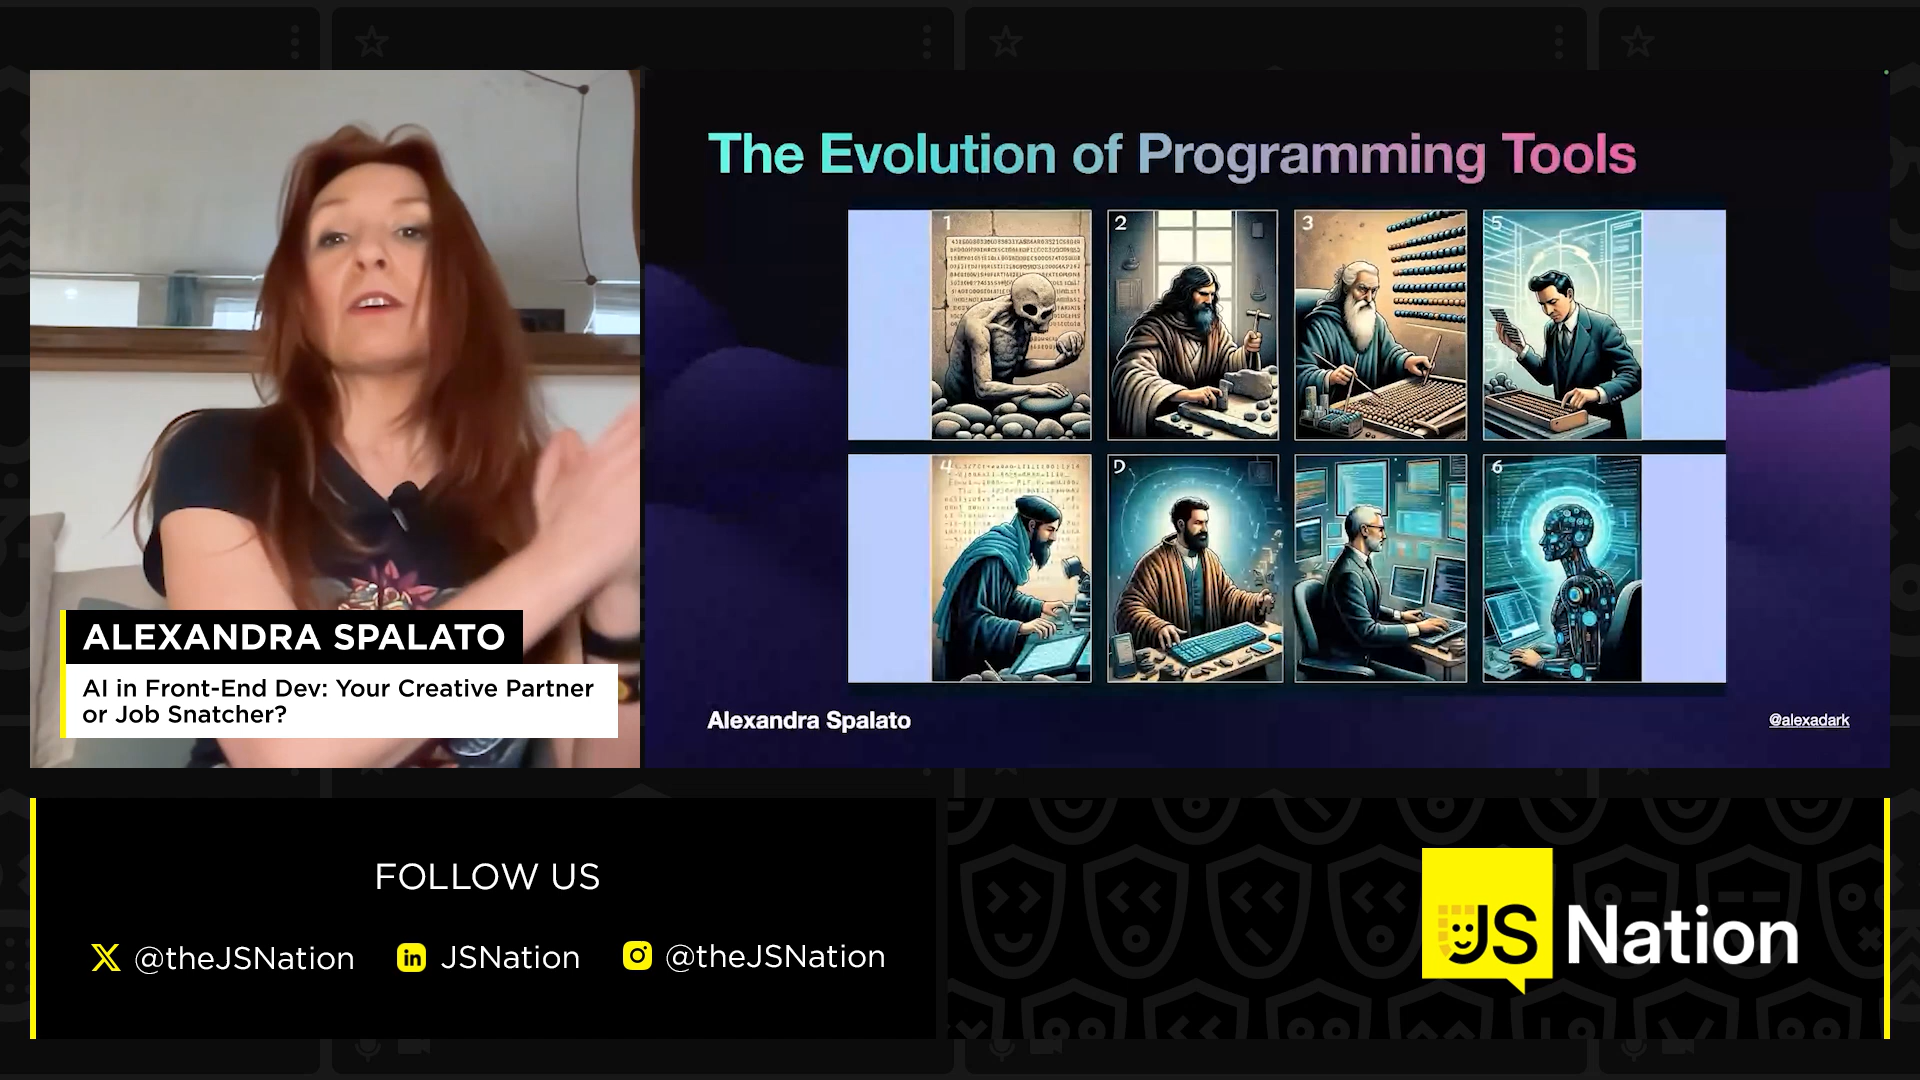 The Evolution of Programming Tools
1
2
3
5
4
D
6
ALEXANDRA SPALATO
AI in Front-End Dev: Your Creative Partner
or Job Snatcher?
Alexandra Spalato
@alexadark
FOLLOW US
@theJSNation
JSNation
@theJSNation
JS Nation